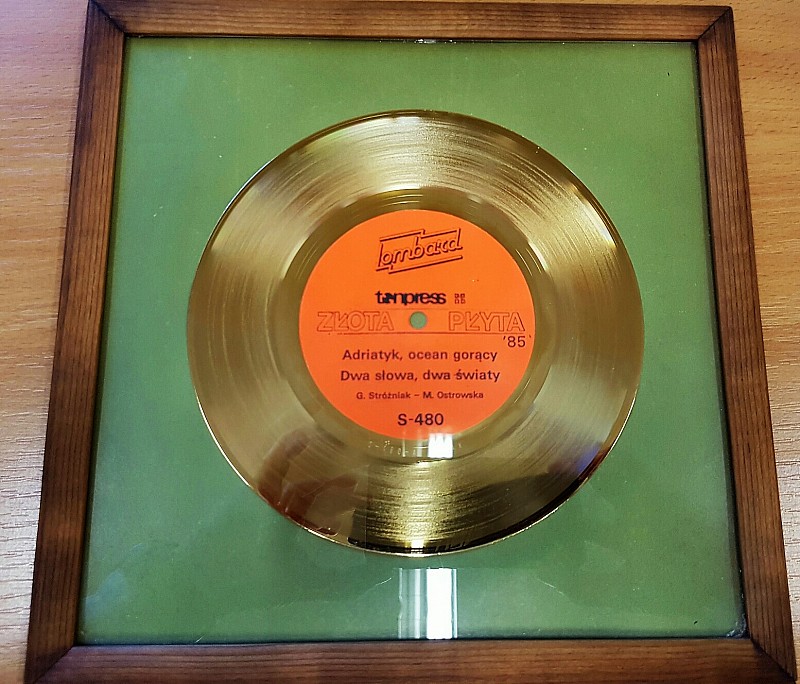 Lombard
tonpress
ZŁOTA PŁYTA
'85
Adriatyk, ocean gorący
Dwa słowa, dwa światy
G. Stróżniak – M. Ostrowska
S-480